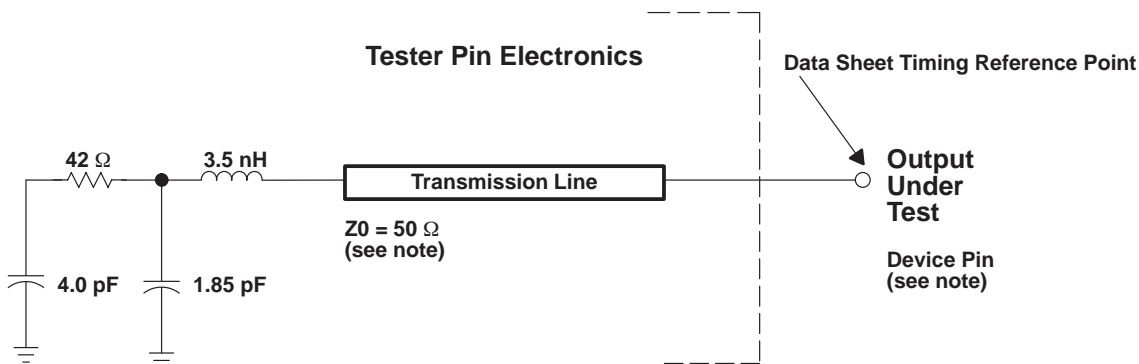 Tester Pin Electronics
Data Sheet Timing Reference Point
42 Ω
3.5 nH
Transmission Line
Output
Under
Test
Z0 = 50 Ω
(see note)
Device Pin
(see note)
4.0 pF
1.85 pF